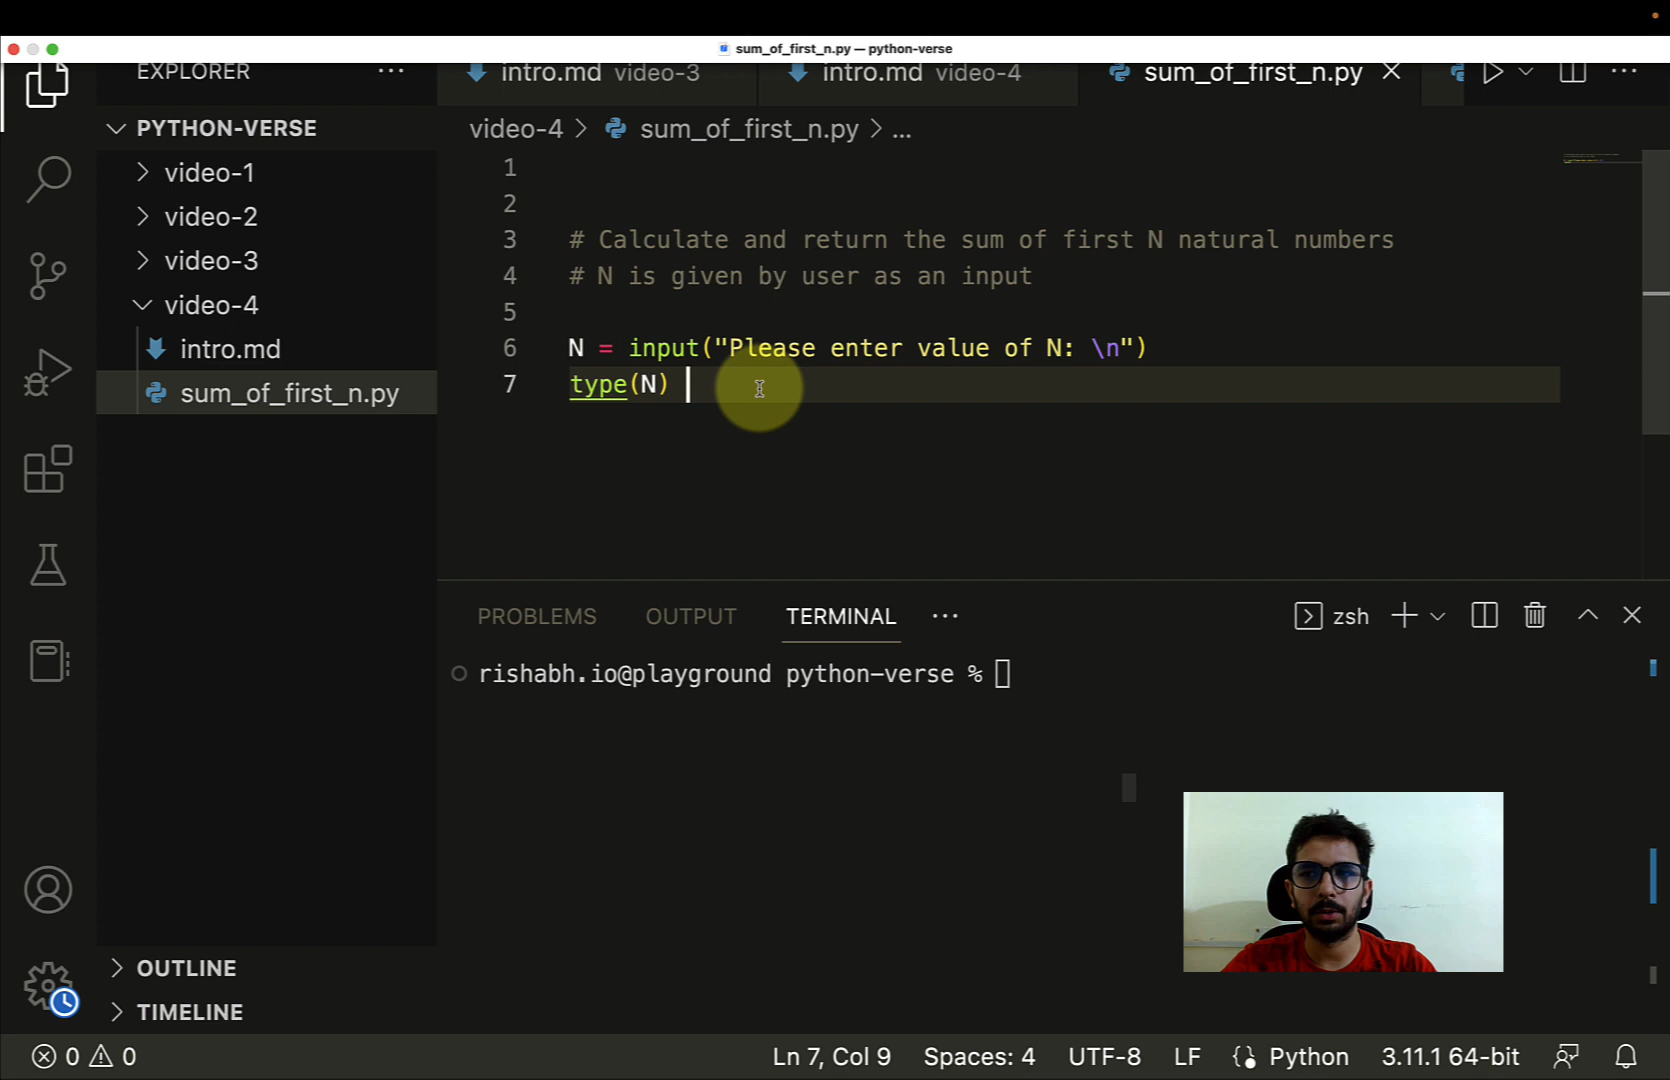 sum_of_first_n.py — python-verse
EXPLORER
intro.md video-3
intro.md video-4
sum_of_first_n.py
PYTHON-VERSE
video-4 > sum_of_first_n.py > ...
video-1
video-2
video-3
video-4
intro.md
sum_of_first_n.py
1
2
3 # Calculate and return the sum of first N natural numbers
4 # N is given by user as an input
5
6 N = input("Please enter value of N: \n")
7 type(N)
PROBLEMS OUTPUT TERMINAL ...
zsh
rishabh.io@playground python-verse %
OUTLINE
TIMELINE
0 0
Ln 7, Col 9 Spaces: 4 UTF-8 LF Python 3.11.1 64-bit